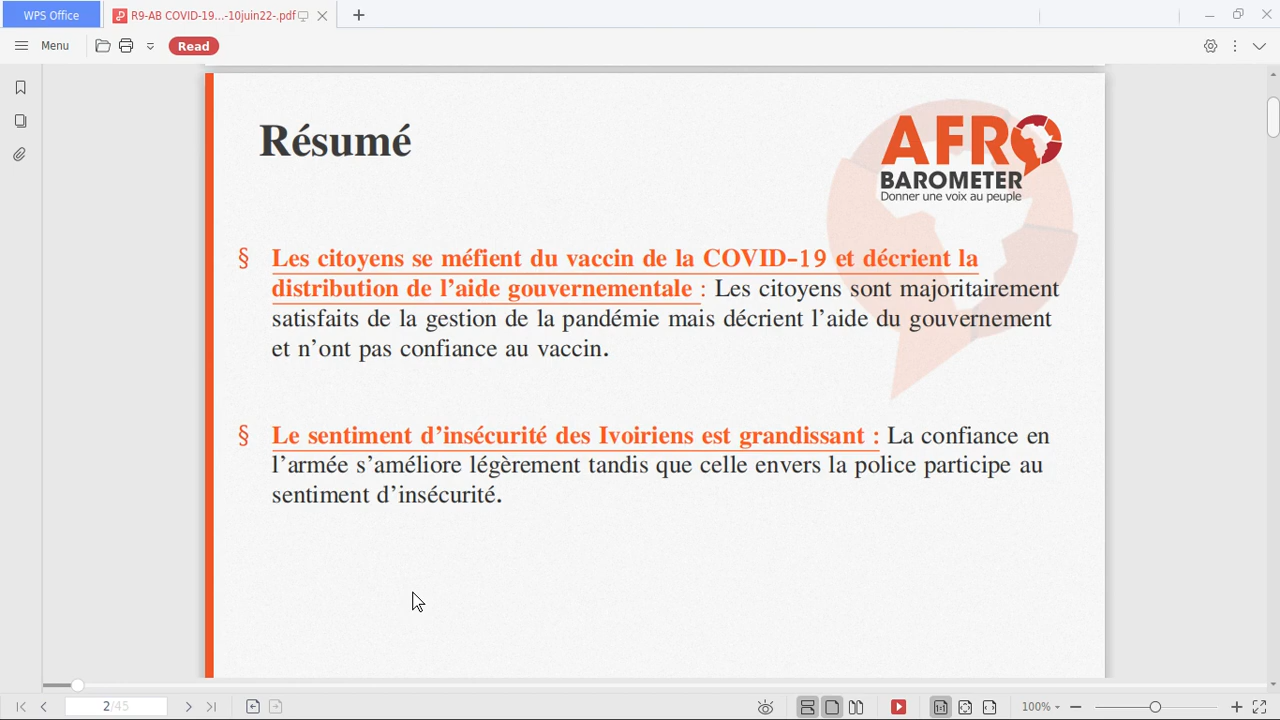 WPS Office
R9-AB COVID-19...-10juin22-.pdf
Menu
Read
Résumé
AFRO
BAROMETER
Donner une voix au peuple
§ Les citoyens se méfient du vaccin de la COVID-19 et décrient la
distribution de l’aide gouvernementale : Les citoyens sont majoritairement
satisfaits de la gestion de la pandémie mais décrient l’aide du gouvernement
et n’ont pas confiance au vaccin.
§ Le sentiment d’insécurité des Ivoiriens est grandissant : La confiance en
l’armée s’améliore légèrement tandis que celle envers la police participe au
sentiment d’insécurité.
2/45
100%